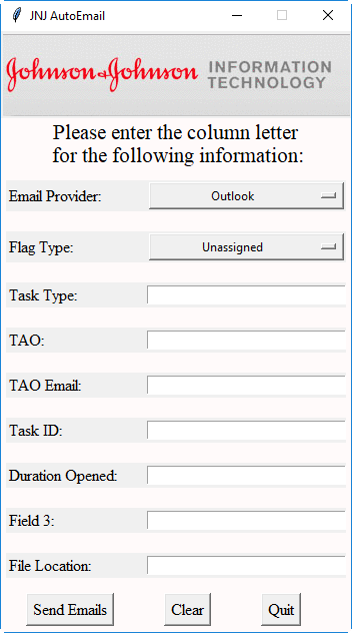 JNJ AutoEmail
Johnson & Johnson INFORMATION
TECHNOLOGY
Please enter the column letter
for the following information:
Email Provider: Outlook
Flag Type: Unassigned
Task Type:
TAO:
TAO Email:
Task ID:
Duration Opened:
Field 3:
File Location:
Send Emails Clear Quit